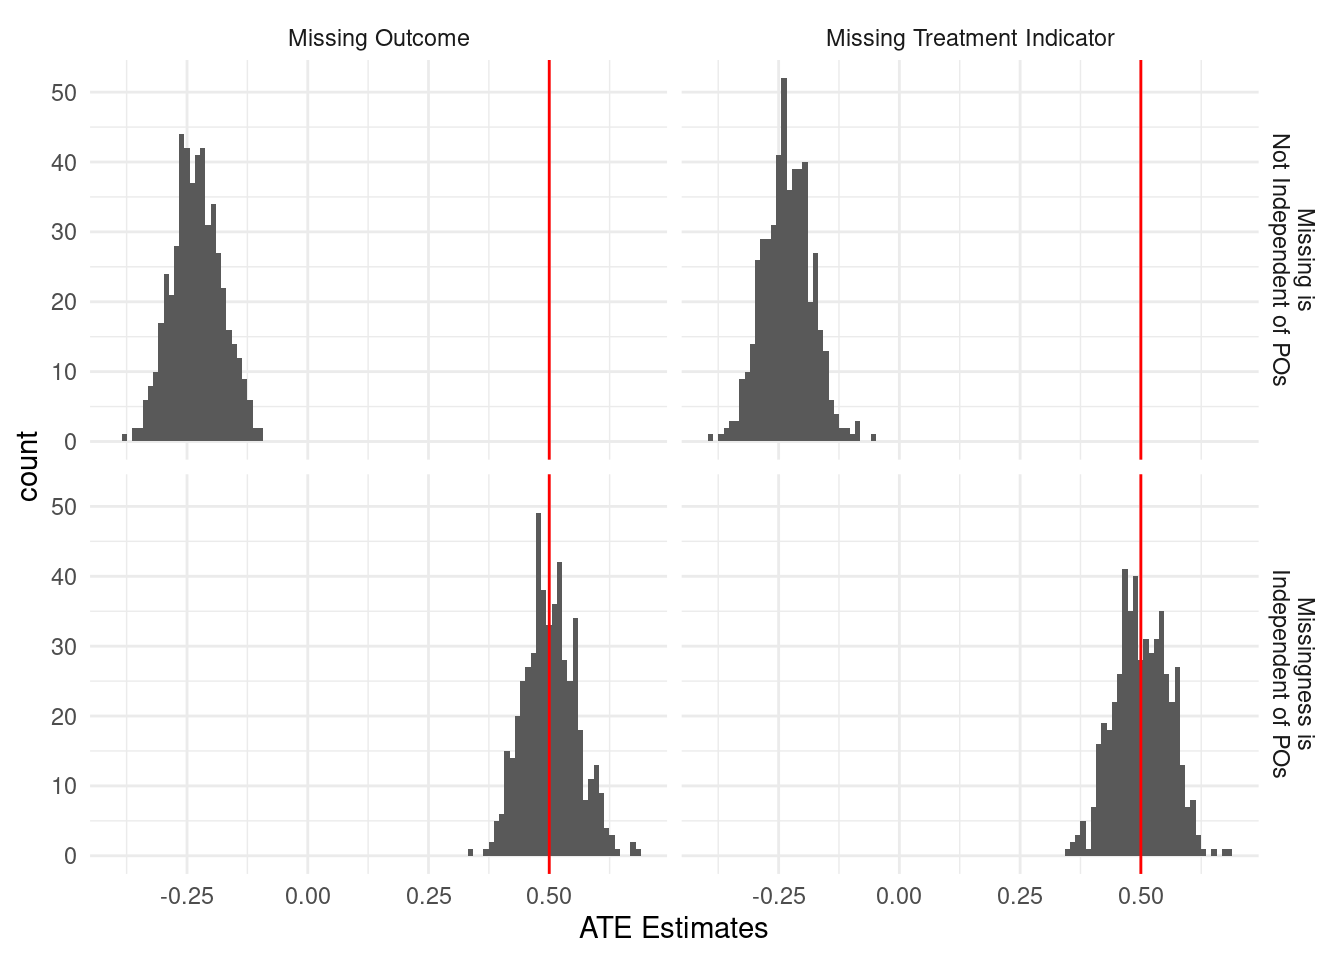 Missing Outcome
Missing Treatment Indicator
50
40
30
20
10
0
Missing is
Not Independent of POs
count
50
40
30
20
10
0
Missingness is
Independent of POs
-0.25 0.00 0.25 0.50
-0.25 0.00 0.25 0.50
ATE Estimates